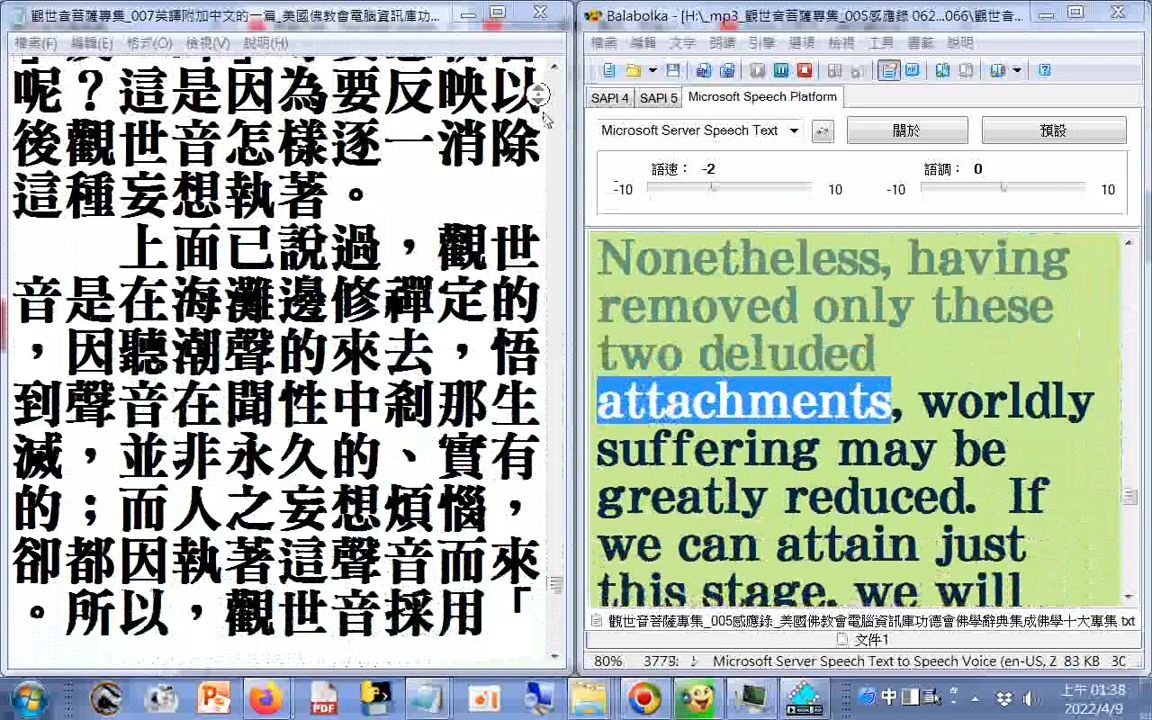 觀世音菩薩專集_007英譯附加中文的一篇_美國佛教會電腦資訊庫功...
檔案(F) 編輯(E) 格式(O) 檢視(V) 說明(H)
呢？這是因為要反映以
後觀世音怎樣逐一消除
這種妄想執著。
上面已說過，觀世
音是在海灘邊修禪定的
，因聽潮聲的來去，悟
到聲音在聞性中剎那生
滅，並非永久的、實有
的；而人之妄想煩惱，
卻都因執著這聲音而來
。所以，觀世音採用「
Balabolka - [H:\_mp3_觀世音菩薩專集_005感應錄 062...066\觀世音...
檔案 編輯 文字 朗讀 引擎 選項 檢視 工具 書籤 說明
SAPI 4 SAPI 5 Microsoft Speech Platform
Microsoft Server Speech Text 關於 預設
語速： -2 語調： 0
-10 10 -10 10
Nonetheless, having
removed only these
two deluded
attachments, worldly
suffering may be
greatly reduced. If
we can attain just
this stage, we will
觀世音菩薩專集_005感應錄_美國佛教會電腦資訊庫功德會佛學辭典集成佛學十大專集 txt
文件1
80% Microsoft Server Speech Text to Speech Voice (en-US, Z 83 KB
中 上午 01:38
2022/4/9